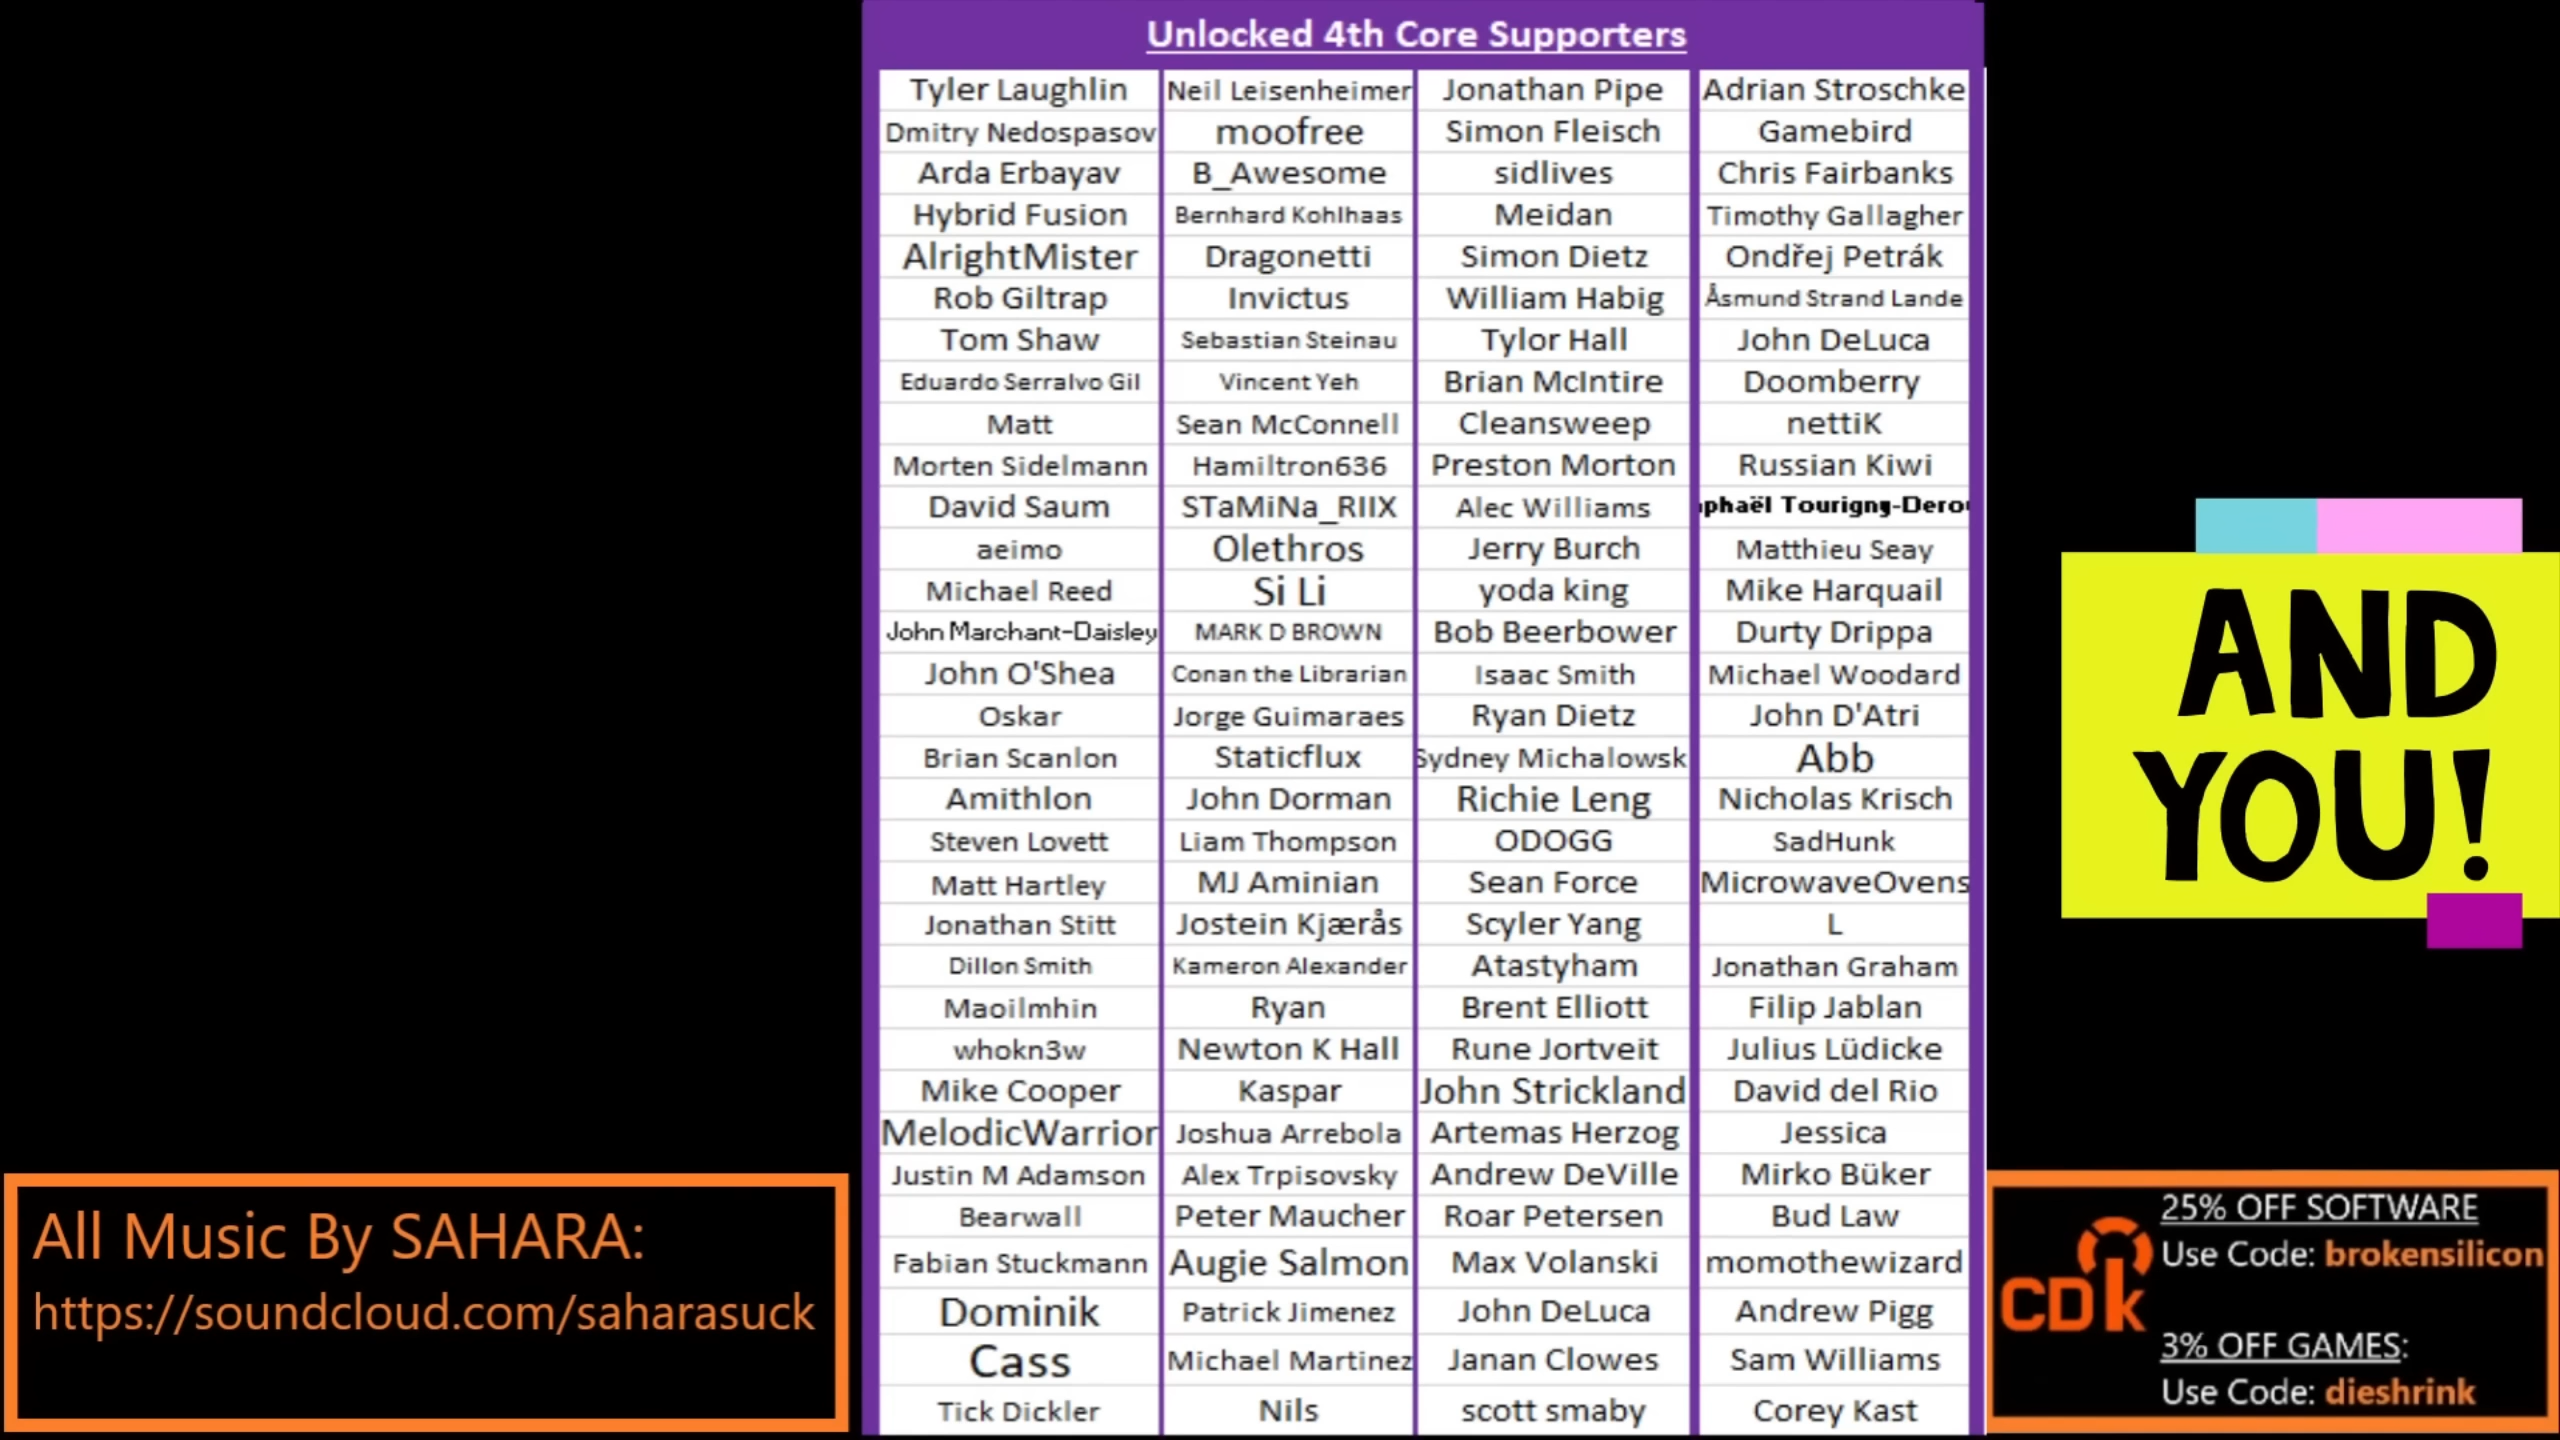 Unlocked 4th Core Supporters
Tyler Laughlin Neil Leisenheimer Jonathan Pipe Adrian Stroschke
Dmitry Nedospasov moofree Simon Fleisch Gamebird
Arda Erbayav B_Awesome sidlives Chris Fairbanks
Hybrid Fusion Bernhard Kohlhaas Meidan Timothy Gallagher
AlrightMister Dragonetti Simon Dietz Ondřej Petrák
Rob Giltrap Invictus William Habig Åsmund Strand Lande
Tom Shaw Sebastian Steinau Tylor Hall John DeLuca
Eduardo Serralvo Gil Vincent Yeh Brian McIntire Doomberry
Matt Sean McConnell Cleansweep nettiK
Morten Sidelmann Hamiltron636 Preston Morton Russian Kiwi
David Saum STaMiNa_RIIX Alec Williams phaël Tourigny-Dero
aeimo Olethros Jerry Burch Matthieu Seay
Michael Reed Si Li yoda king Mike Harquail
John Marchant-Daisley MARK D BROWN Bob Beerbower Durty Drippa
John O'Shea Conan the Librarian Isaac Smith Michael Woodard
Oskar Jorge Guimaraes Ryan Dietz John D'Atri
Brian Scanlon Staticflux Sydney Michalowsk Abb
Amithlon John Dorman Richie Leng Nicholas Krisch
Steven Lovett Liam Thompson ODOGG SadHunk
Matt Hartley MJ Aminian Sean Force MicrowaveOvens
Jonathan Stitt Jostein Kjærås Scyler Yang L
Dillon Smith Kameron Alexander Atastyham Jonathan Graham
Maoilmhin Ryan Brent Elliott Filip Jablan
whokn3w Newton K Hall Rune Jortveit Julius Lüdicke
Mike Cooper Kaspar John Strickland David del Rio
MelodicWarrior Joshua Arrebola Artemas Herzog Jessica
Justin M Adamson Alex Trpisovsky Andrew DeVille Mirko Büker
Bearwall Peter Maucher Roar Petersen Bud Law
Fabian Stuckmann Augie Salmon Max Volanski momothewizard
Dominik Patrick Jimenez John DeLuca Andrew Pigg
Cass Michael Martinez Janan Clowes Sam Williams
Tick Dickler Nils scott smaby Corey Kast
AND
YOU!
All Music By SAHARA:
https://soundcloud.com/saharasuck
CDk
25% OFF SOFTWARE
Use Code: brokensilicon
3% OFF GAMES:
Use Code: dieshrink